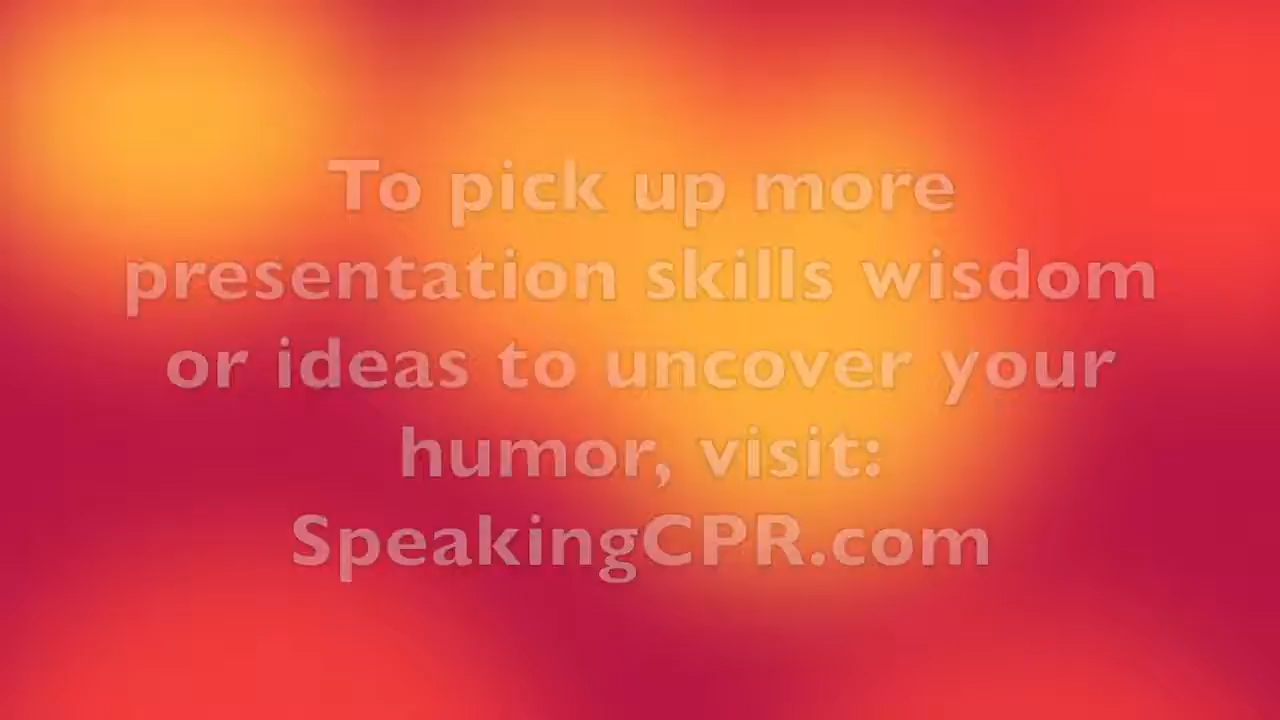 To pick up more
presentation skills wisdom
or ideas to uncover your
humor, visit:
SpeakingCPR.com